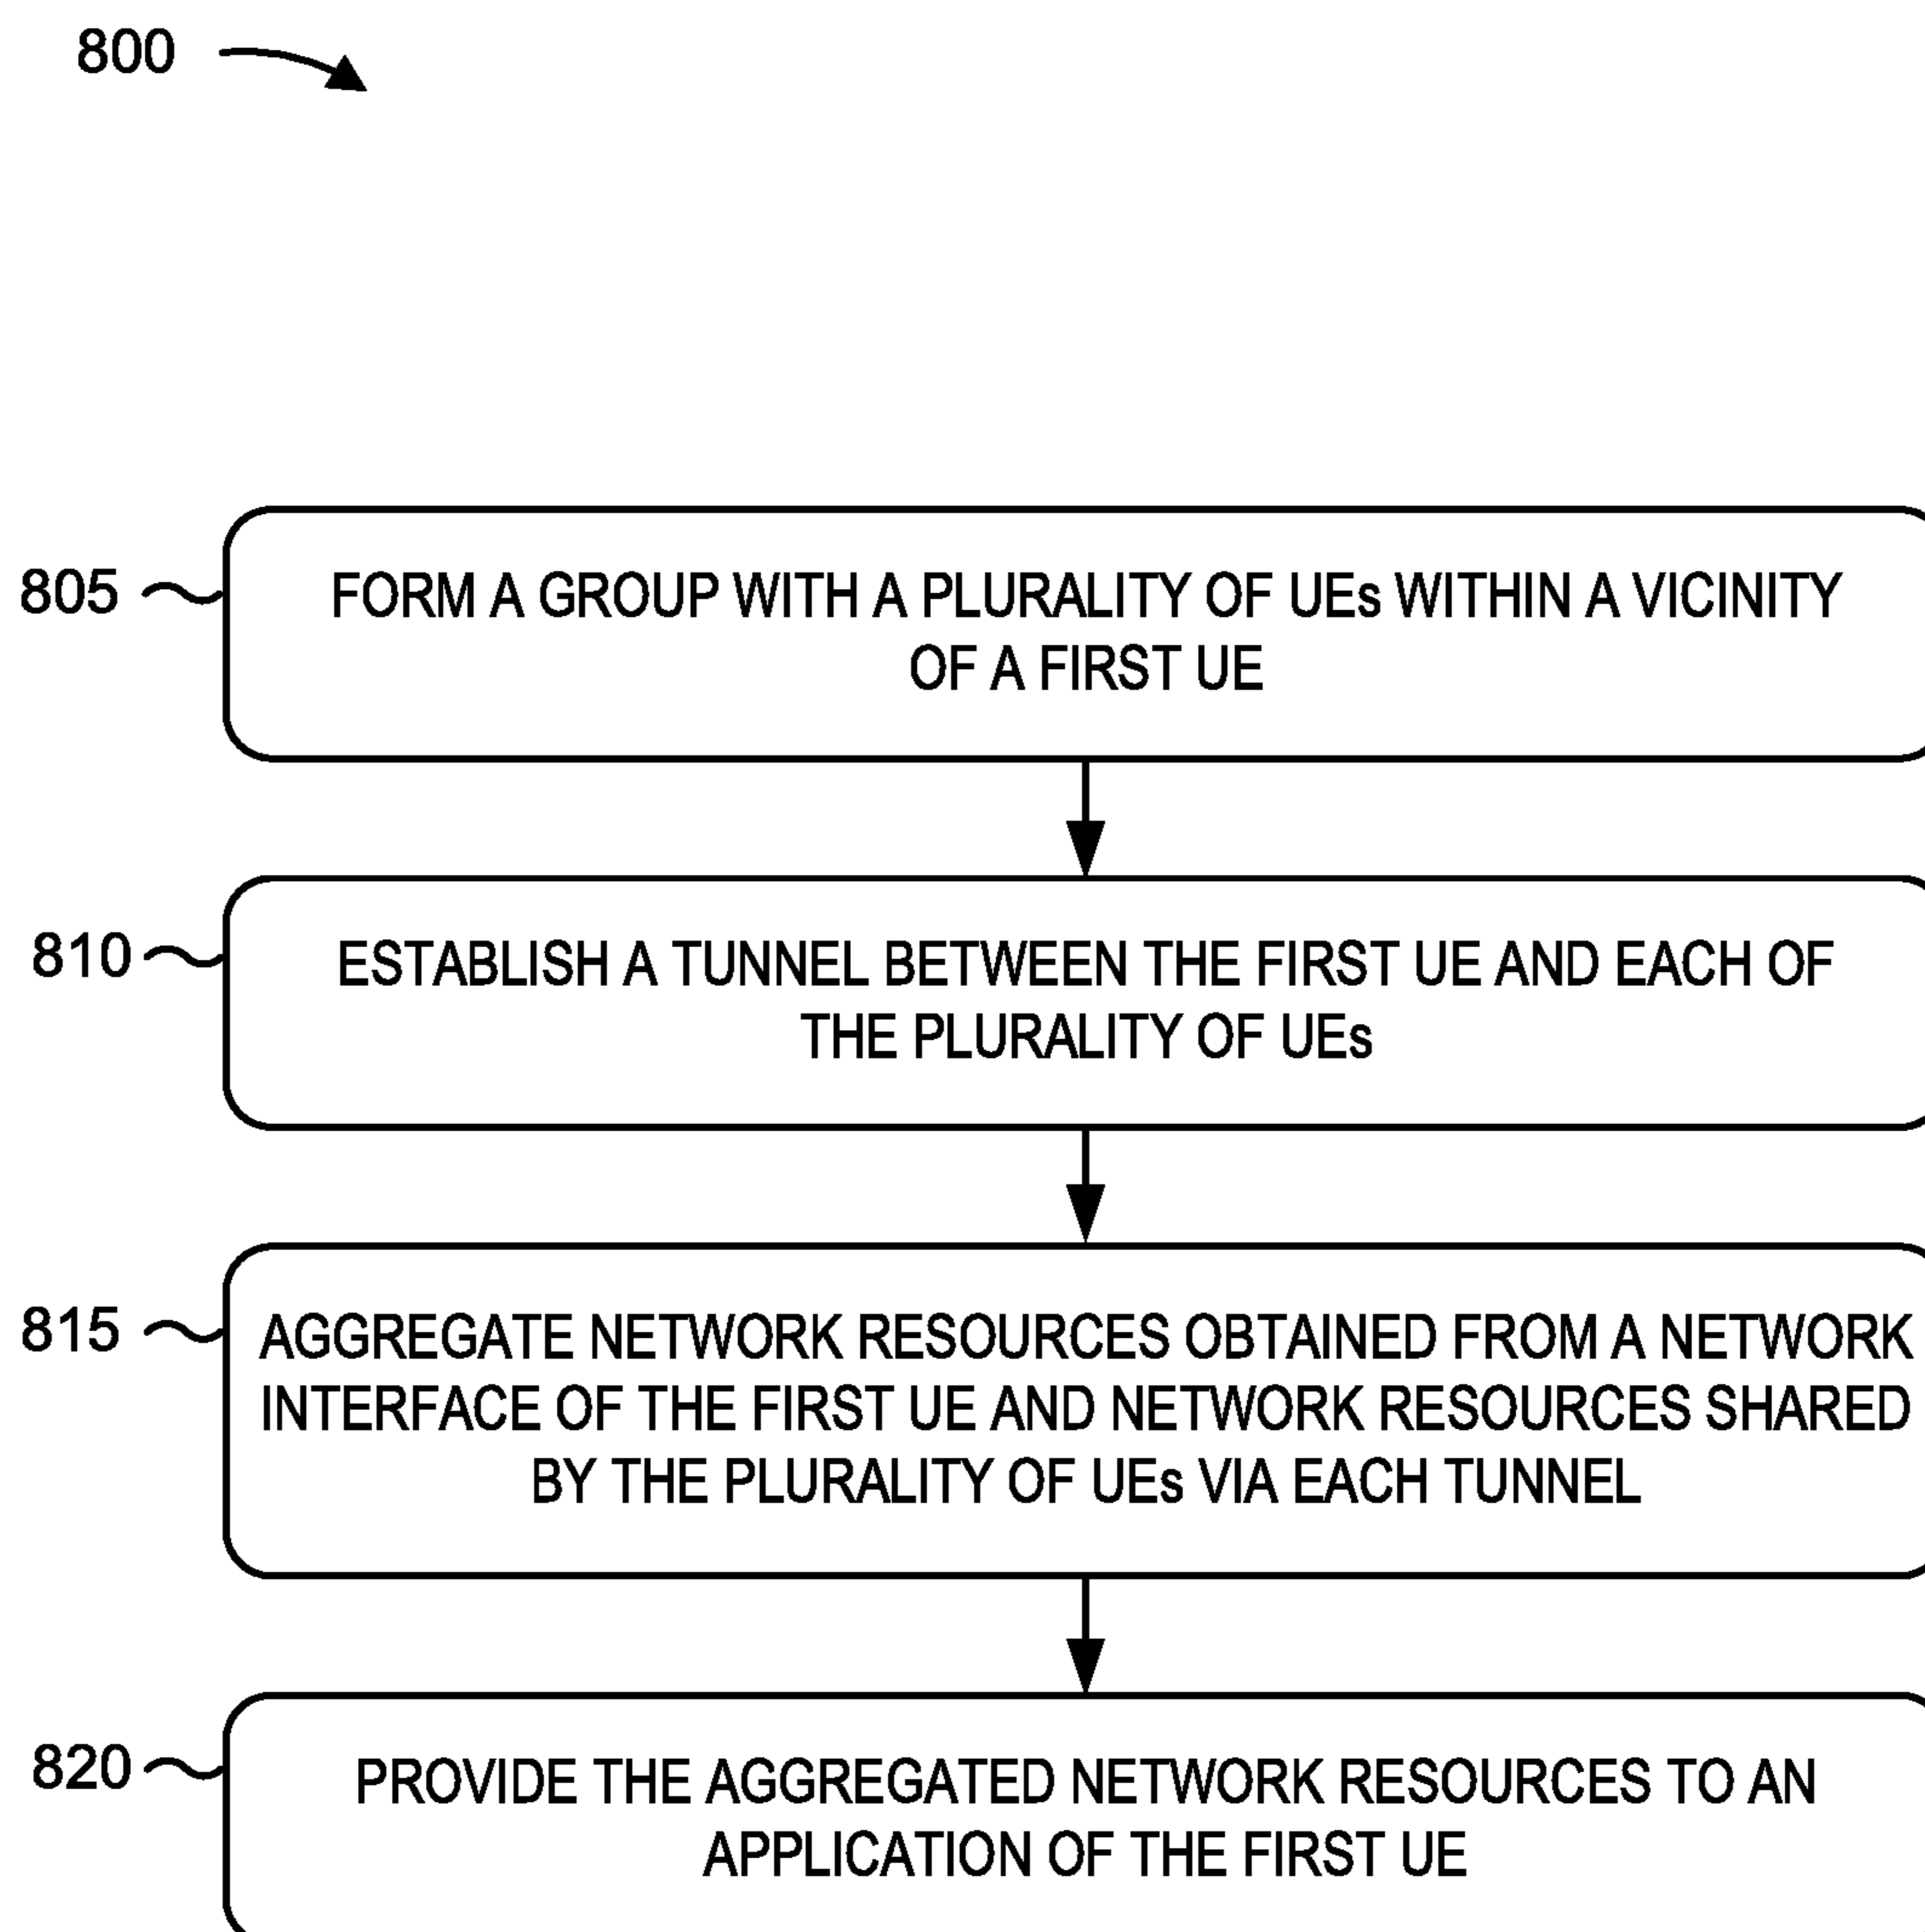 800
805
FORM A GROUP WITH A PLURALITY OF UEs WITHIN A VICINITY
OF A FIRST UE
810
ESTABLISH A TUNNEL BETWEEN THE FIRST UE AND EACH OF
THE PLURALITY OF UEs
815
AGGREGATE NETWORK RESOURCES OBTAINED FROM A NETWORK
INTERFACE OF THE FIRST UE AND NETWORK RESOURCES SHARED
BY THE PLURALITY OF UEs VIA EACH TUNNEL
820
PROVIDE THE AGGREGATED NETWORK RESOURCES TO AN
APPLICATION OF THE FIRST UE